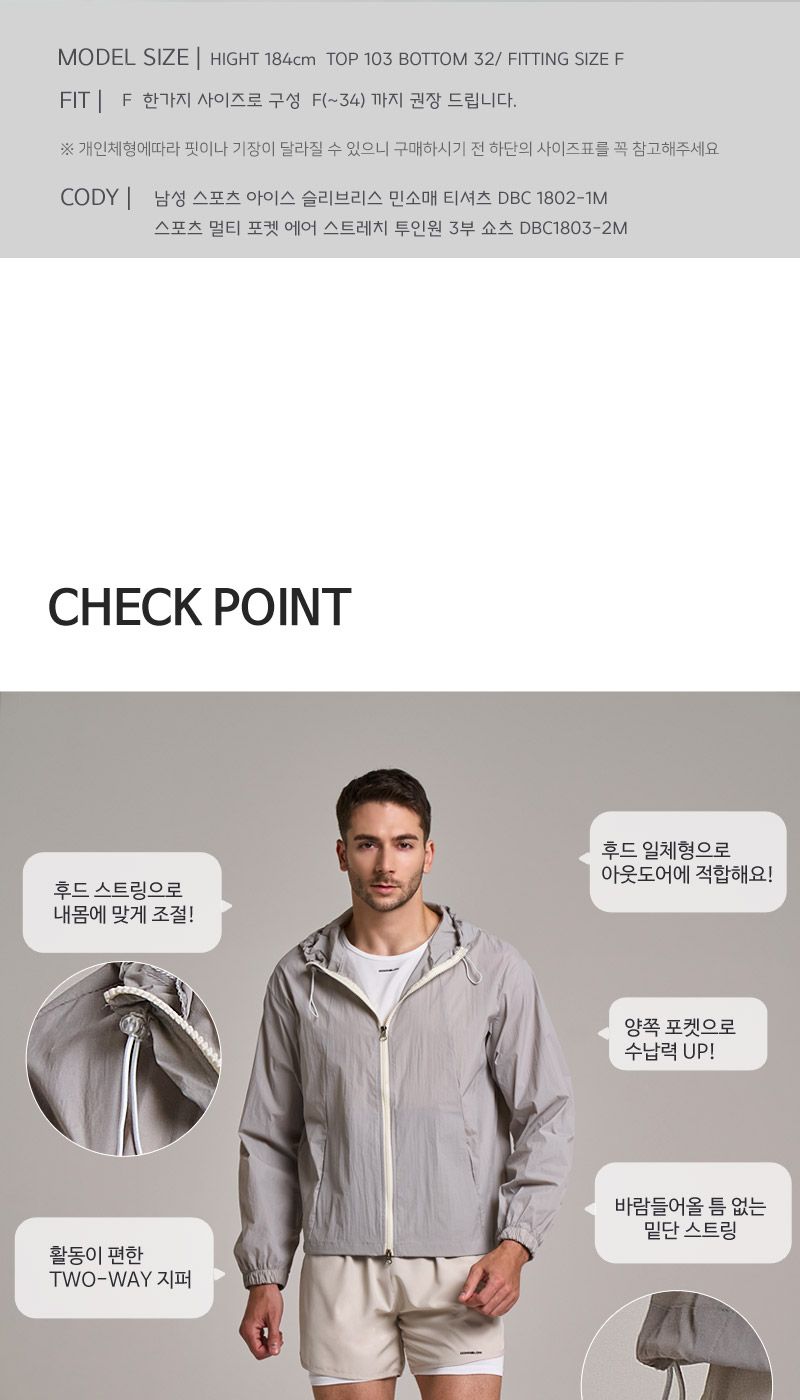 MODEL SIZE | HIGHT 184cm TOP 103 BOTTOM 32/ FITTING SIZE F
FIT | F 한가지 사이즈로 구성 F(~34) 까지 권장 드립니다.
※ 개인체형에따라 핏이나 기장이 달라질 수 있으니 구매하시기 전 하단의 사이즈표를 꼭 참고해주세요
CODY | 남성 스포츠 아이스 슬리브리스 민소매 티셔츠 DBC 1802-1M
스포츠 멀티 포켓 에어 스트레치 투인원 3부 쇼츠 DBC1803-2M
CHECK POINT
후드 스트링으로
내몸에 맞게 조절!
후드 일체형으로
아웃도어에 적합해요!
양쪽 포켓으로
수납력 UP!
바람들어올 틈 없는
밑단 스트링
활동이 편한
TWO-WAY 지퍼